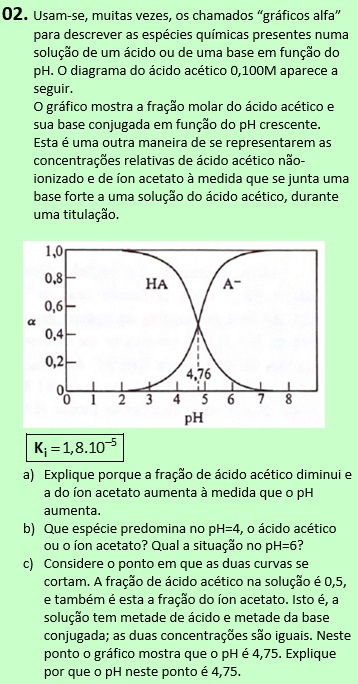 02. Usam-se, muitas vezes, os chamados "gráficos alfa"
para descrever as espécies químicas presentes numa
solução de um ácido ou de uma base em função do
pH. O diagrama do ácido acético 0,100M aparece a
seguir.
O gráfico mostra a fração molar do ácido acético e
sua base conjugada em função do pH crescente.
Esta é uma outra maneira de se representarem as
concentrações relativas de ácido acético não-
ionizado e de íon acetato à medida que se junta uma
base forte a uma solução do ácido acético, durante
uma titulação.
1,0
0,8
HA
A⁻
0,6
α
0,4
0,2
4,76
0
0 1 2 3 4 5 6 7 8
pH
Kᵢ = 1,8.10⁻⁵
a) Explique porque a fração de ácido acético diminui e
a do íon acetato aumenta à medida que o pH
aumenta.
b) Que espécie predomina no pH=4, o ácido acético
ou o íon acetato? Qual a situação no pH=6?
c) Considere o ponto em que as duas curvas se
cortam. A fração de ácido acético na solução é 0,5,
e também é esta a fração do íon acetato. Isto é, a
solução tem metade de ácido e metade da base
conjugada; as duas concentrações são iguais. Neste
ponto o gráfico mostra que o pH é 4,75. Explique
por que o pH neste ponto é 4,75.